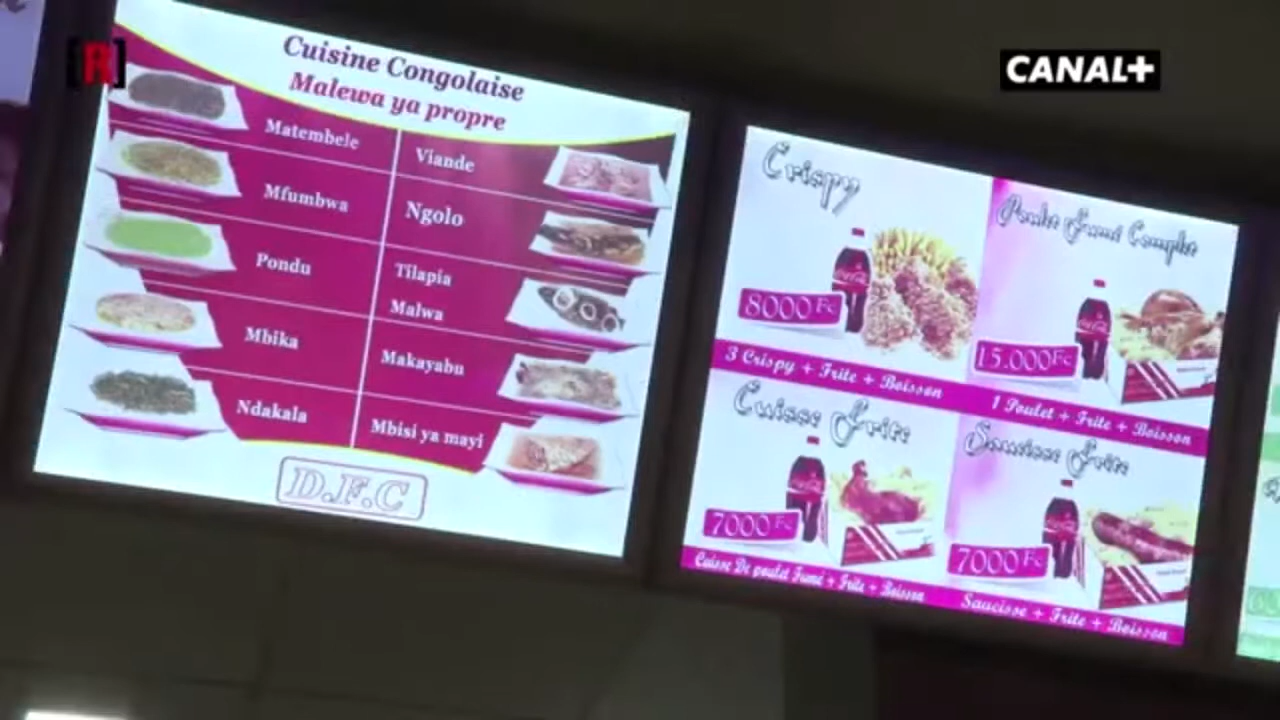 [R]
CANAL+
Cuisine Congolaise
Malewa ya propre
Matembele
Mfumbwa
Pondu
Mbika
Ndakala
Viande
Ngolo
Tilapia
Malwa
Makayabu
Mbisi ya mayi
D.F.C
Crispy
8000 Fc
3 Crispy + Frite + Boisson
Poulet Fumé Complet
15.000 Fc
1 Poulet + Frite + Boisson
Cuisse Frite
7000 Fc
Cuisse De poulet Fumé + Frite + Boisson
Saucisse Frite
7000 Fc
Saucisse + Frite + Boisson